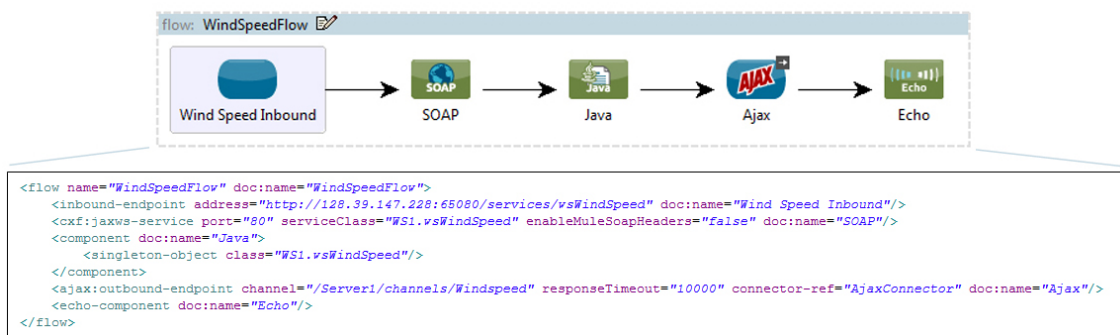 flow: WindSpeedFlow
SOAP
Java
AJAX
Echo
Wind Speed Inbound
SOAP
Java
Ajax
Echo
<flow name="WindSpeedFlow" doc:name="WindSpeedFlow">
<inbound-endpoint address="http://128.39.147.228:65080/services/wsWindSpeed" doc:name="Wind Speed Inbound"/>
<cxf:jaxws-service port="80" serviceClass="WS1.wsWindSpeed" enableMuleSoapHeaders="false" doc:name="SOAP"/>
<component doc:name="Java">
<singleton-object class="WS1.wsWindSpeed"/>
</component>
<ajax:outbound-endpoint channel="/Server1/channels/Windspeed" responseTimeout="10000" connector-ref="AjaxConnector" doc:name="Ajax"/>
<echo-component doc:name="Echo"/>
</flow>